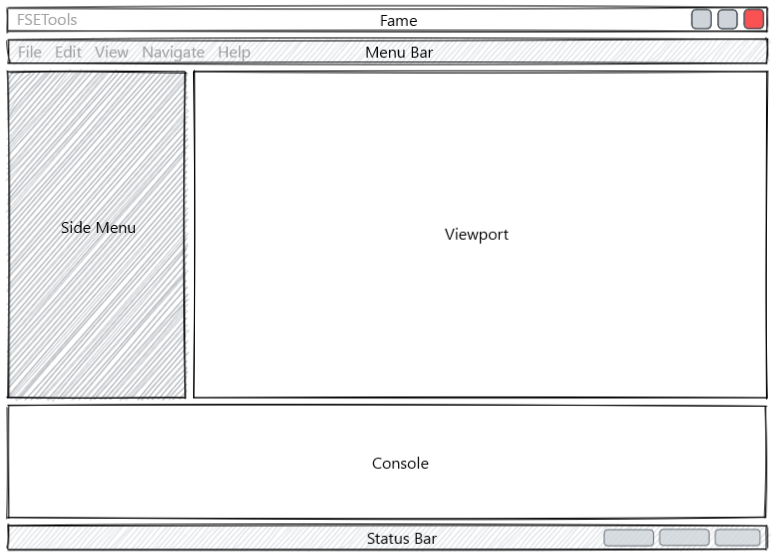 FSETools Fame
File Edit View Navigate Help Menu Bar
Side Menu
Viewport
Console
Status Bar